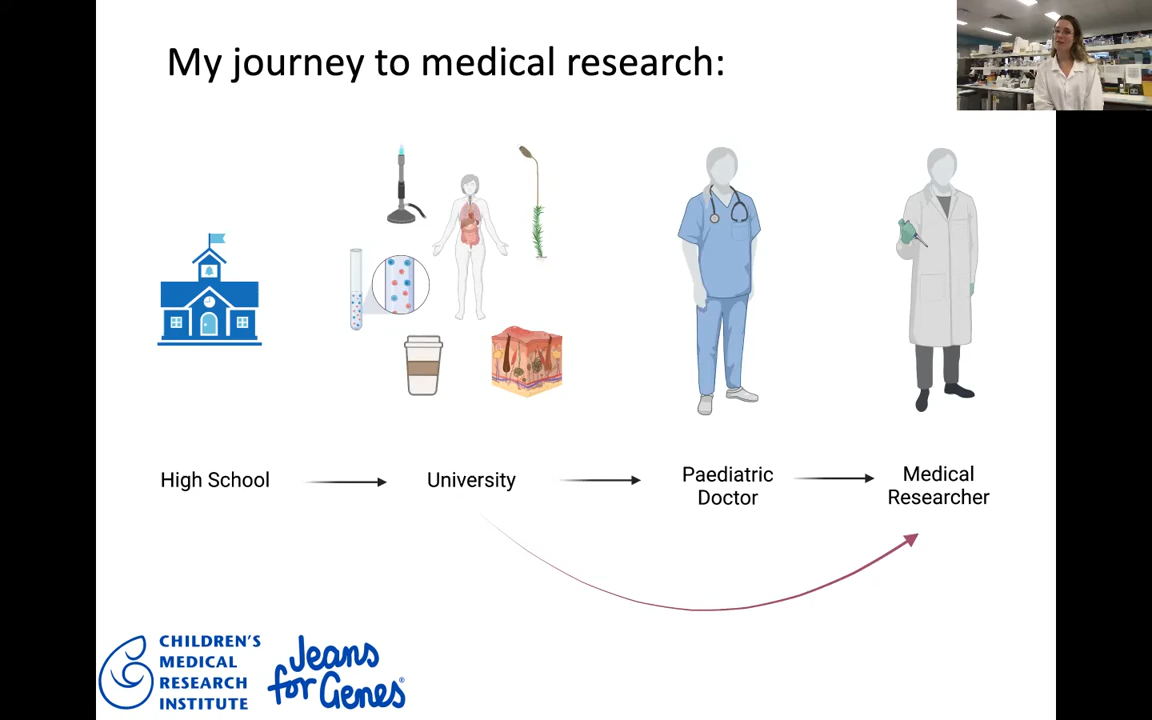 My journey to medical research:
High School
University
Paediatric
Doctor
Medical
Researcher
CHILDREN'S
MEDICAL
RESEARCH
INSTITUTE
Jeans
for Genes®